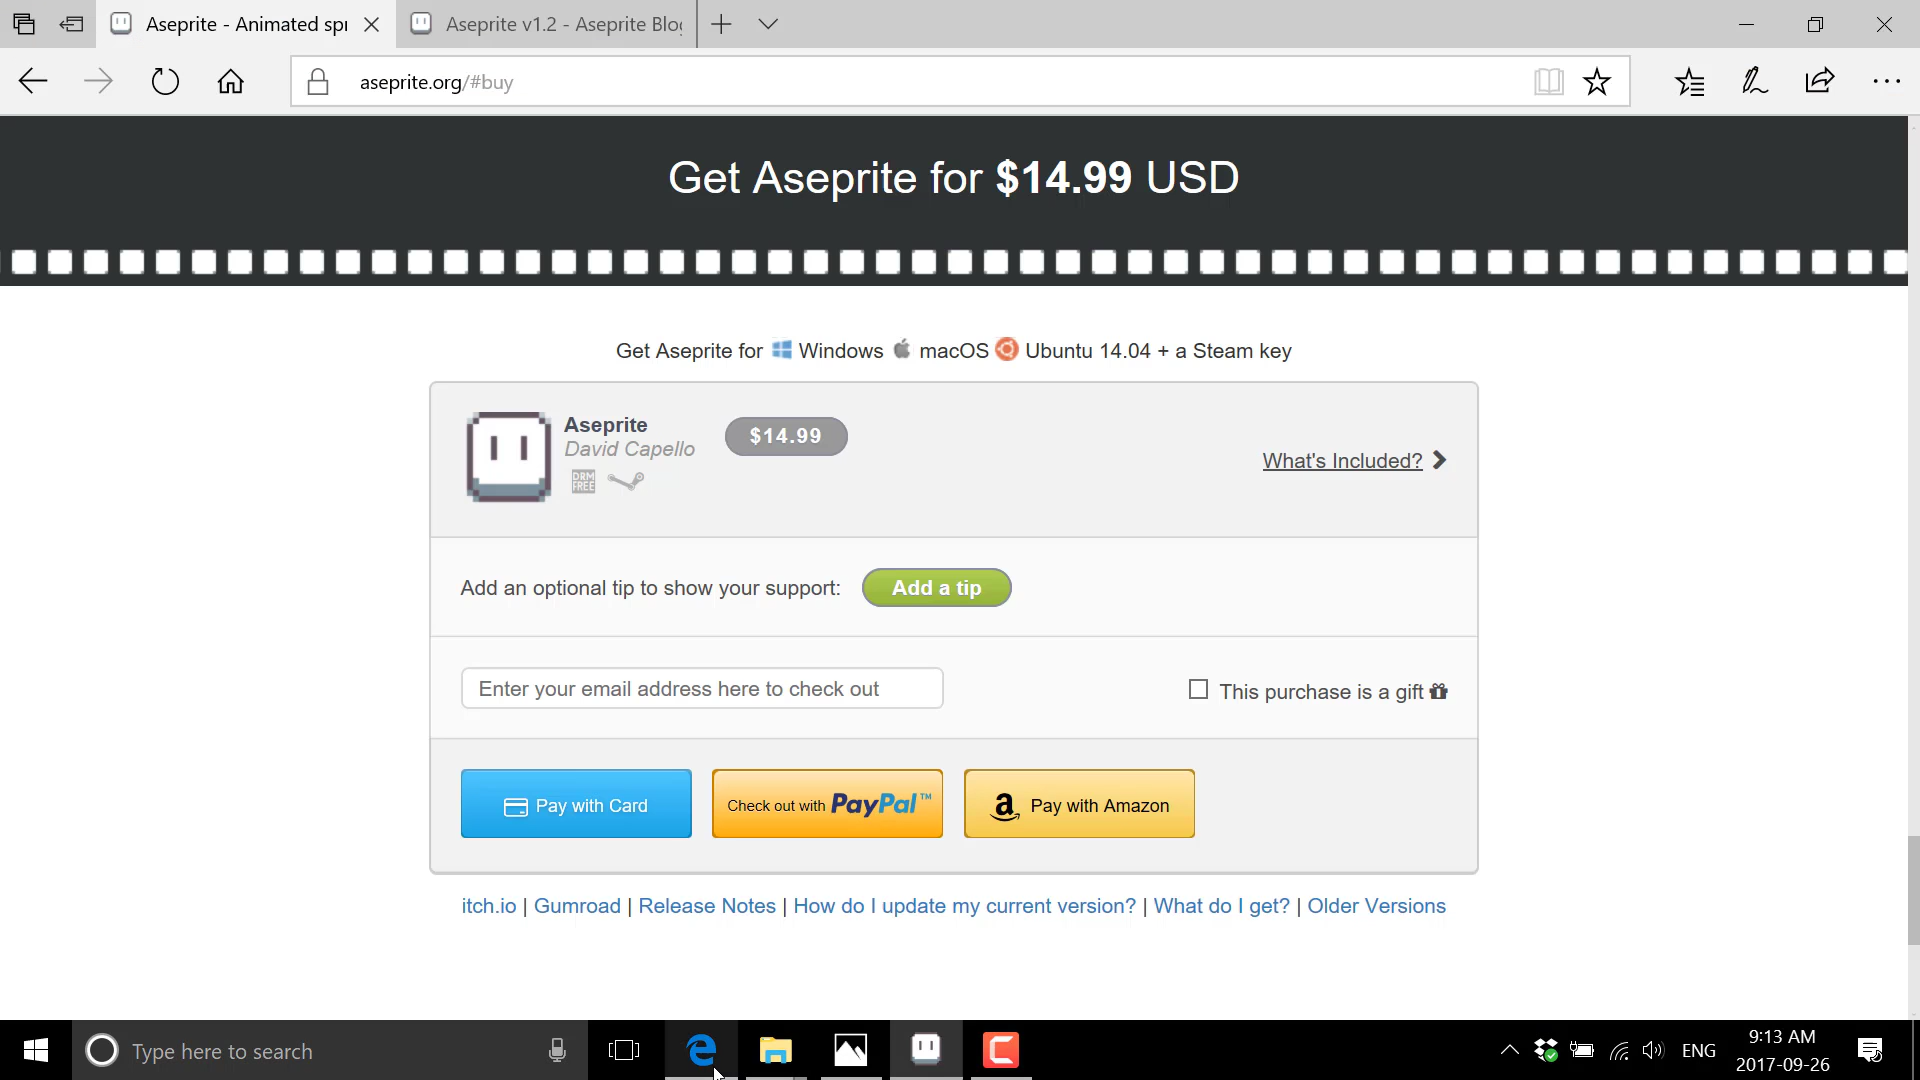 Aseprite - Animated spr
Aseprite v1.2 - Aseprite Blog
aseprite.org/#buy
Get Aseprite for $14.99 USD
Get Aseprite for Windows macOS Ubuntu 14.04 + a Steam key
Aseprite
$14.99
David Capello
What's Included?
DRM
FREE
Add an optional tip to show your support:
Add a tip
Enter your email address here to check out
This purchase is a gift
Pay with Card
Check out with PayPal™
a Pay with Amazon
itch.io | Gumroad | Release Notes | How do I update my current version? | What do I get? | Older Versions
Type here to search
ENG
9:13 AM
2017-09-26